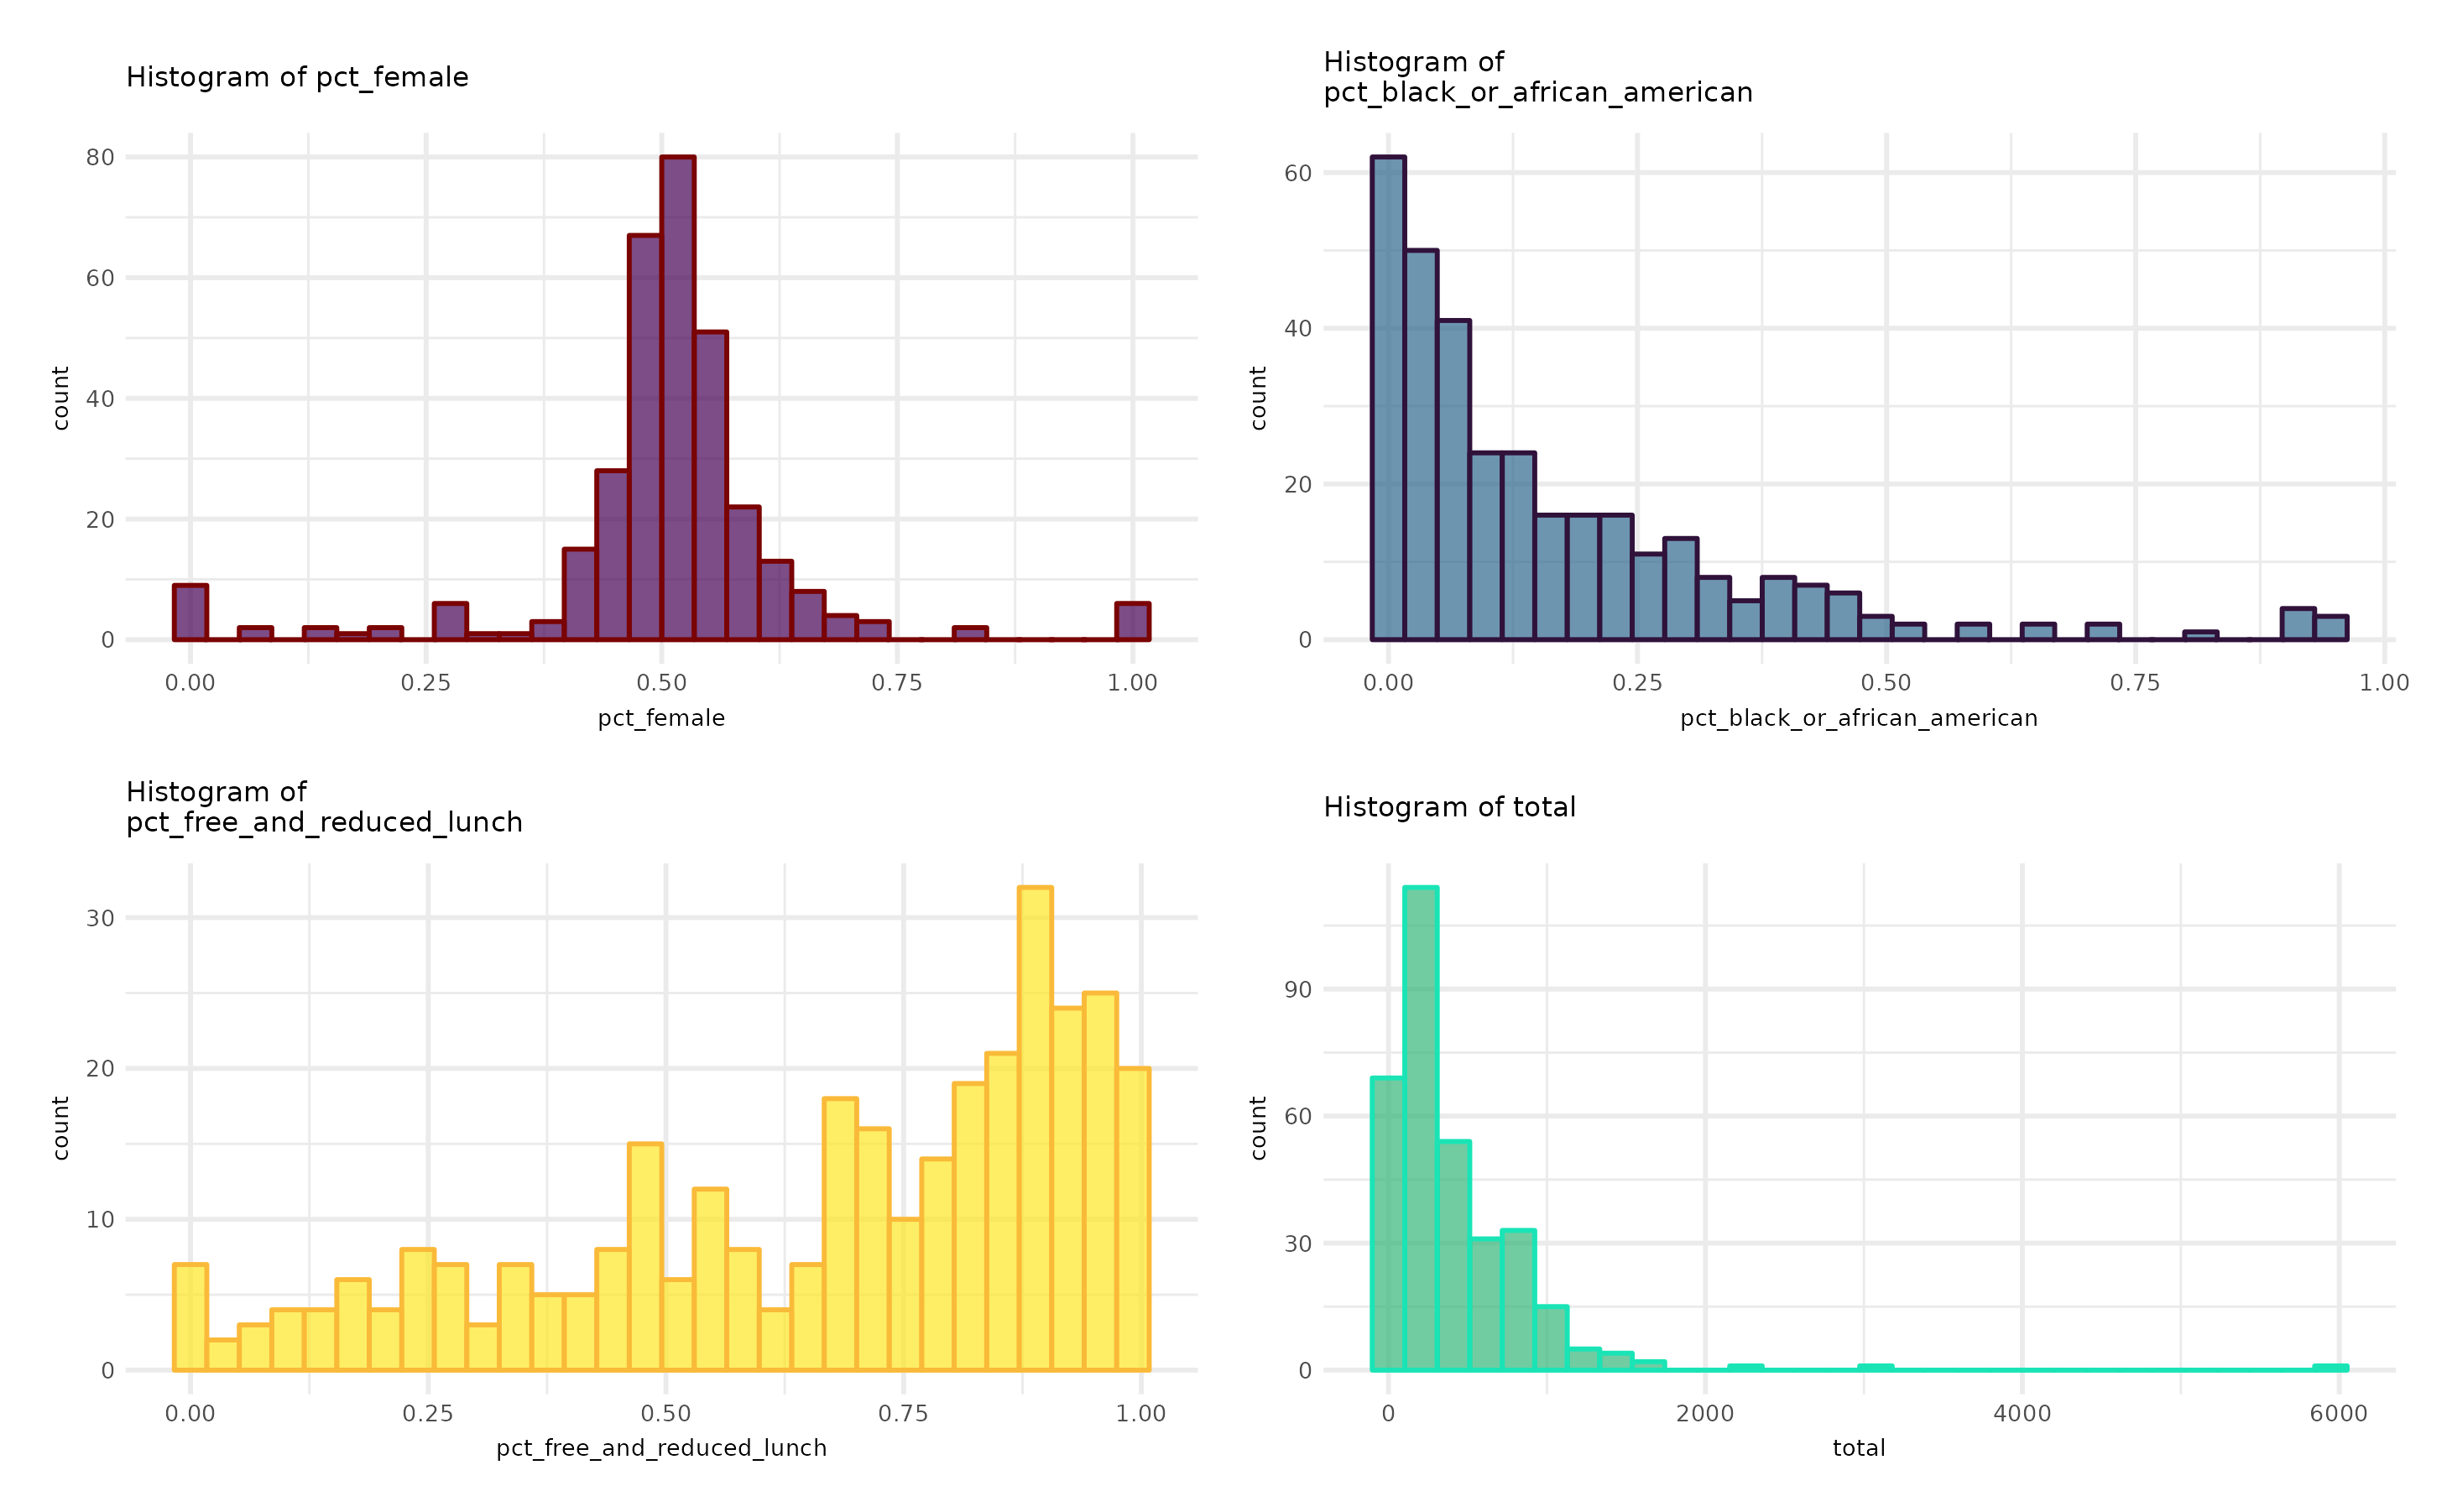 Histogram of pct_female
80
60
40
20
0
count
0.00 0.25 0.50 0.75 1.00
pct_female
Histogram of
pct_black_or_african_american
60
40
20
0
count
0.00 0.25 0.50 0.75 1.00
pct_black_or_african_american
Histogram of
pct_free_and_reduced_lunch
30
20
10
0
count
0.00 0.25 0.50 0.75 1.00
pct_free_and_reduced_lunch
Histogram of total
90
60
30
0
count
0 2000 4000 6000
total